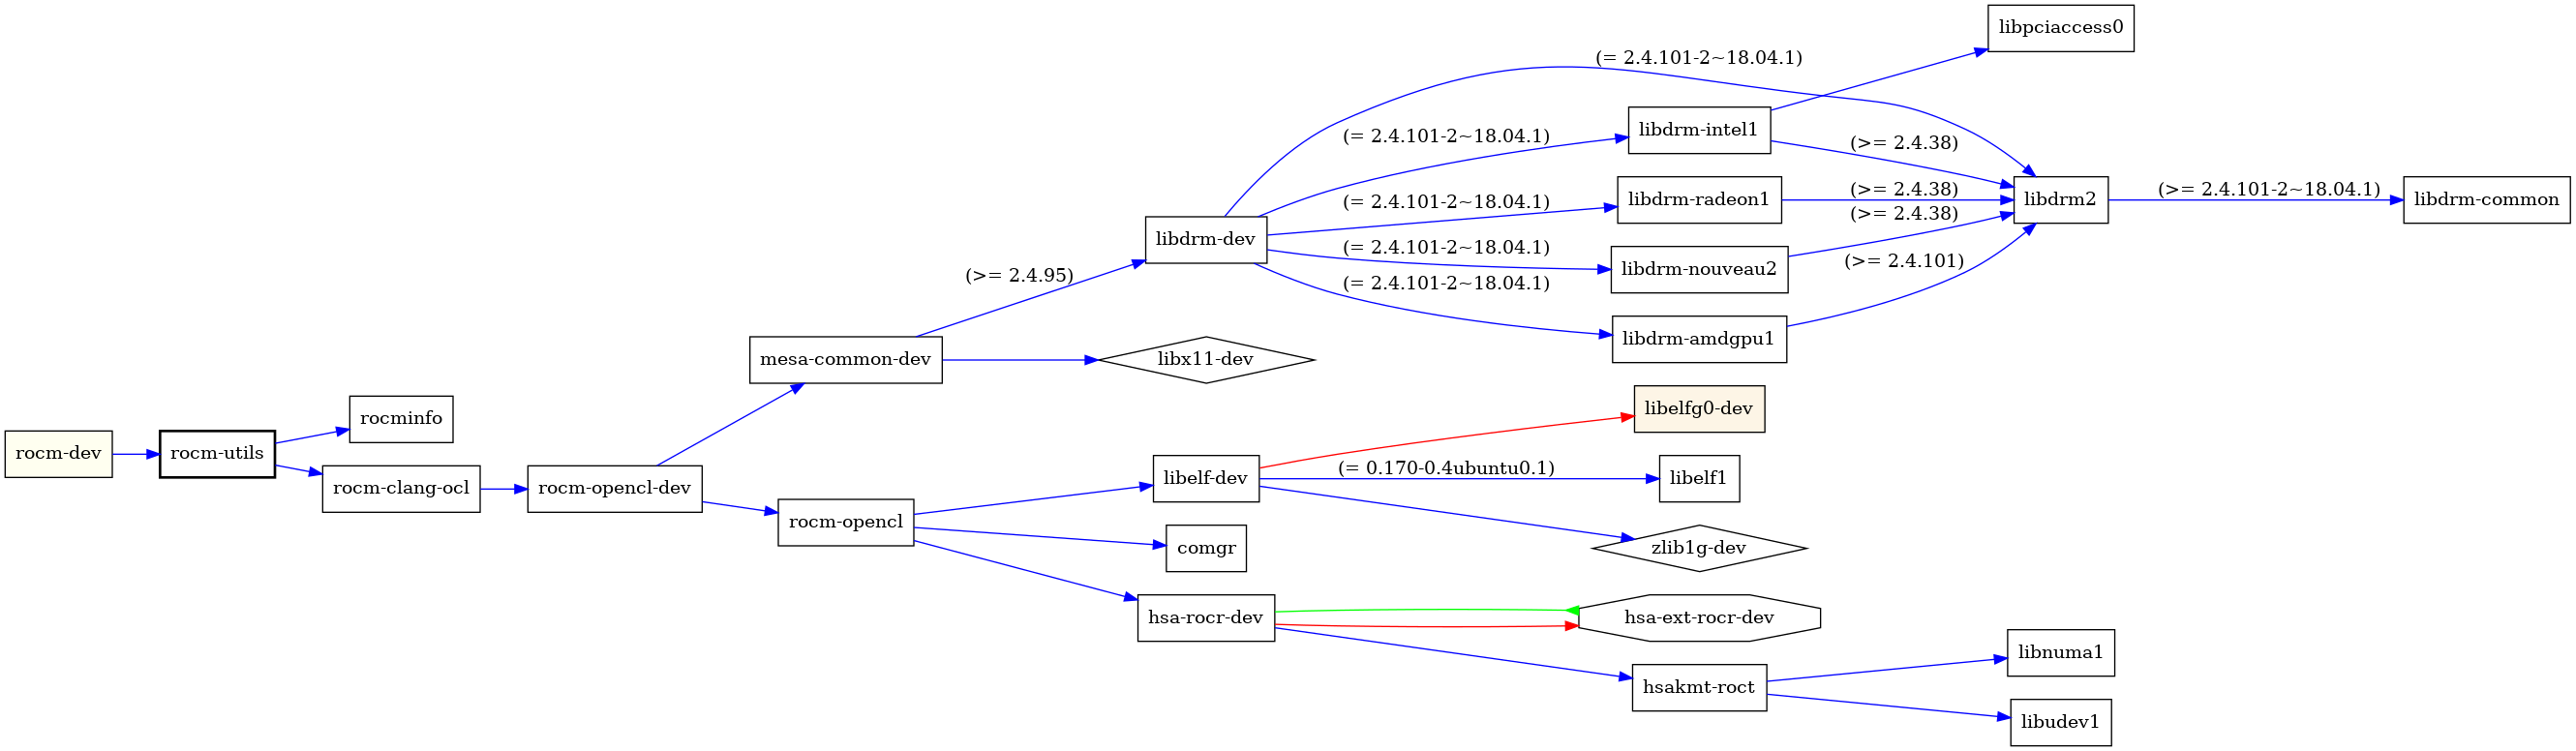 rocm-dev
rocm-utils
rocminfo
rocm-clang-ocl
rocm-opencl-dev
mesa-common-dev
rocm-opencl
(>= 2.4.95)
libdrm-dev
libx11-dev
libelf-dev
comgr
hsa-rocr-dev
(= 2.4.101-2~18.04.1)
(= 2.4.101-2~18.04.1)
(= 2.4.101-2~18.04.1)
(= 2.4.101-2~18.04.1)
(= 2.4.101-2~18.04.1)
(= 0.170-0.4ubuntu0.1)
libdrm-intel1
libdrm-radeon1
libdrm-nouveau2
libdrm-amdgpu1
libelfg0-dev
libelf1
zlib1g-dev
hsa-ext-rocr-dev
hsakmt-roct
(>= 2.4.38)
(>= 2.4.38)
(>= 2.4.38)
(>= 2.4.101)
libpciaccess0
libdrm2
libnuma1
libudev1
(>= 2.4.101-2~18.04.1)
libdrm-common